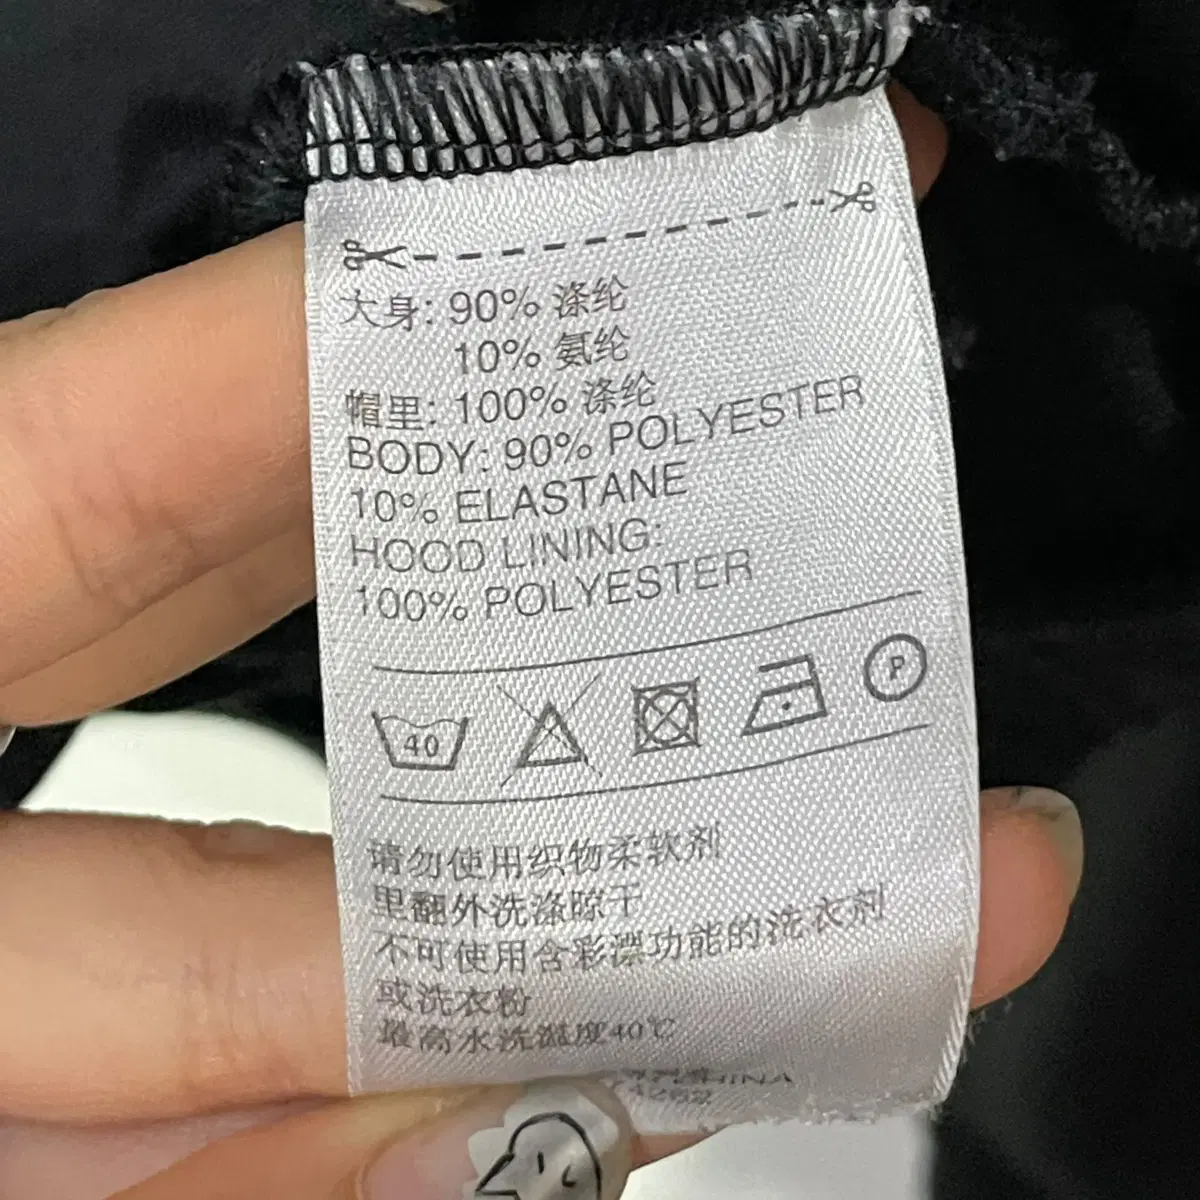 大身: 90% 涤纶
10% 氨纶
帽里: 100% 涤纶
BODY: 90% POLYESTER
10% ELASTANE
HOOD LINING:
100% POLYESTER
40 P
请勿使用织物柔软剂
里翻外洗涤晾干
不可使用含彩漂功能的洗衣剂
或洗衣粉
最高水洗温度40℃